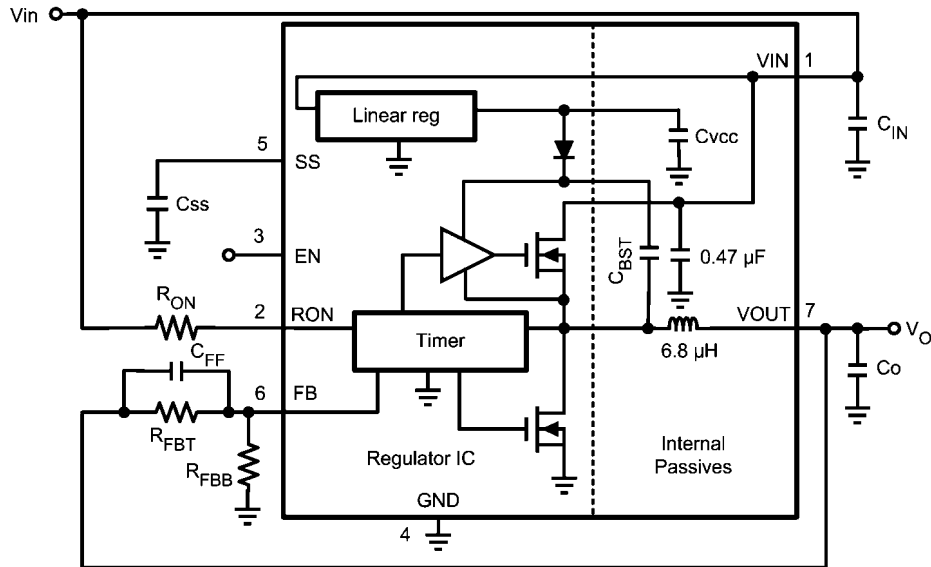 Vin
VIN 1
Linear reg
Cvcc
C_IN
5
SS
Css
3
EN
C_BST
0.47 µF
R_ON
2
RON
Timer
VOUT 7
V_O
6.8 µH
C_FF
6
FB
Co
R_FBT
R_FBB
Regulator IC
Internal
Passives
GND
4